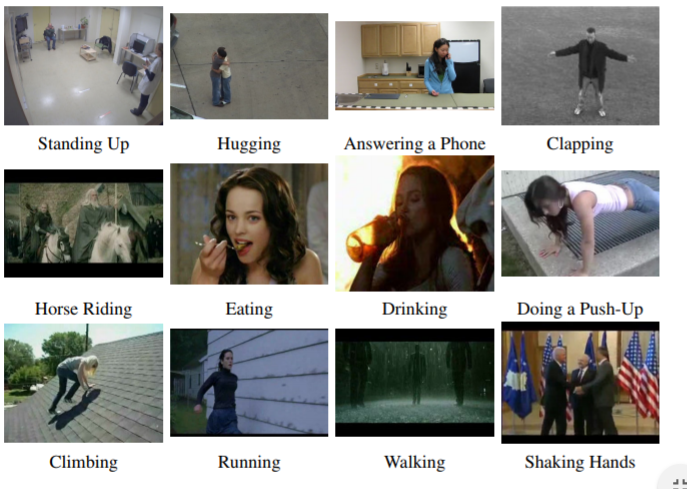 Standing Up
Hugging
Answering a Phone
Clapping
Horse Riding
Eating
Drinking
Doing a Push-Up
Climbing
Running
Walking
Shaking Hands